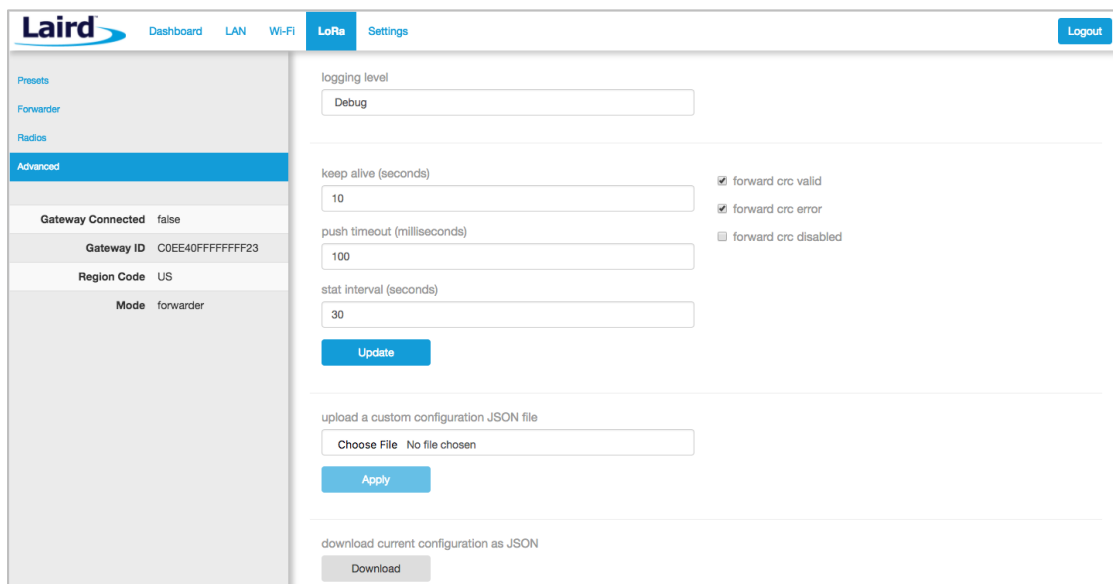 Laird Dashboard LAN Wi-Fi LoRa Settings Logout
Presets
Forwarder
Radios
Advanced
Gateway Connected false
Gateway ID C0EE40FFFFFFFF23
Region Code US
Mode forwarder
logging level
Debug
keep alive (seconds)
10
push timeout (milliseconds)
100
stat interval (seconds)
30
Update
forward crc valid
forward crc error
forward crc disabled
upload a custom configuration JSON file
Choose File No file chosen
Apply
download current configuration as JSON
Download